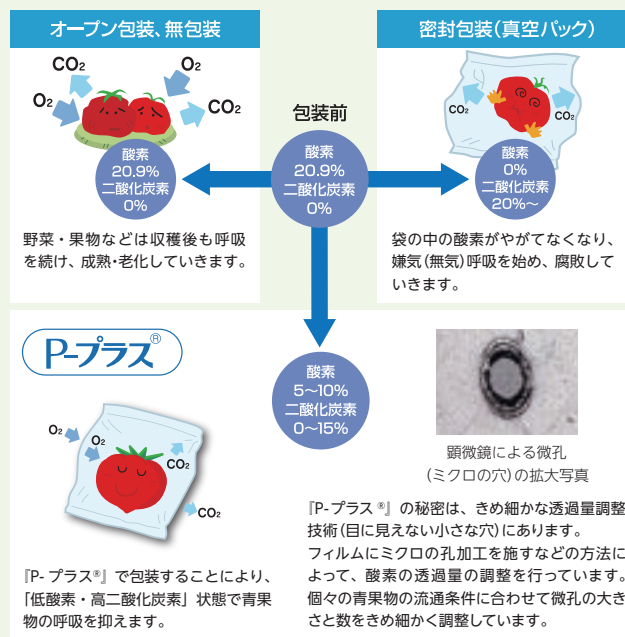 オープン包装、無包装
CO₂
O₂
O₂
CO₂
酸素
20.9%
二酸化炭素
0%
野菜・果物などは収穫後も呼吸
を続け、成熟・老化していきます。
包装前
酸素
20.9%
二酸化炭素
0%
密封包装(真空パック)
CO₂
CO₂
酸素
0%
二酸化炭素
20%～
袋の中の酸素がやがてなくなり、
嫌気(無気)呼吸を始め、腐敗して
いきます。
P-プラス®
O₂
O₂
CO₂
CO₂
『P- プラス®』で包装することにより、
「低酸素・高二酸化炭素」状態で青果
物の呼吸を抑えます。
酸素
5～10%
二酸化炭素
0～15%
顕微鏡による微孔
(ミクロの穴)の拡大写真
『P-プラス ®』の秘密は、きめ細かな透過量調整
技術(目に見えない小さな穴)にあります。
フィルムにミクロの孔加工を施すなどの方法に
よって、酸素の透過量の調整を行っています。
個々の青果物の流通条件に合わせて微孔の大き
さと数をきめ細かく調整しています。